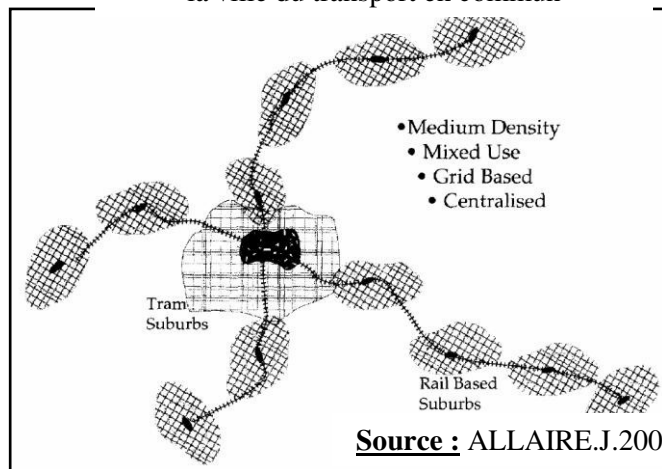 la ville du transport en commun
•Medium Density
• Mixed Use
• Grid Based
• Centralised
Tram
Suburbs
Rail Based
Suburbs
Source : ALLAIRE.J.200